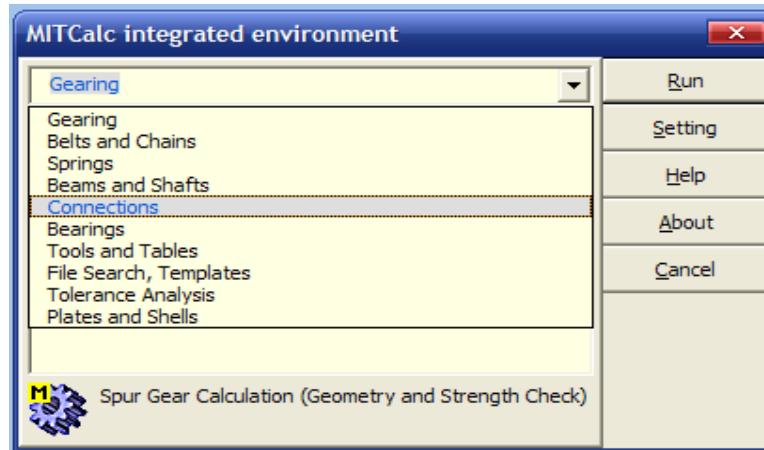 MITCalc integrated environment
Gearing
Run
Gearing
Belts and Chains
Springs
Beams and Shafts
Connections
Bearings
Tools and Tables
File Search, Templates
Tolerance Analysis
Plates and Shells
Setting
Help
About
Cancel
M
Spur Gear Calculation (Geometry and Strength Check)